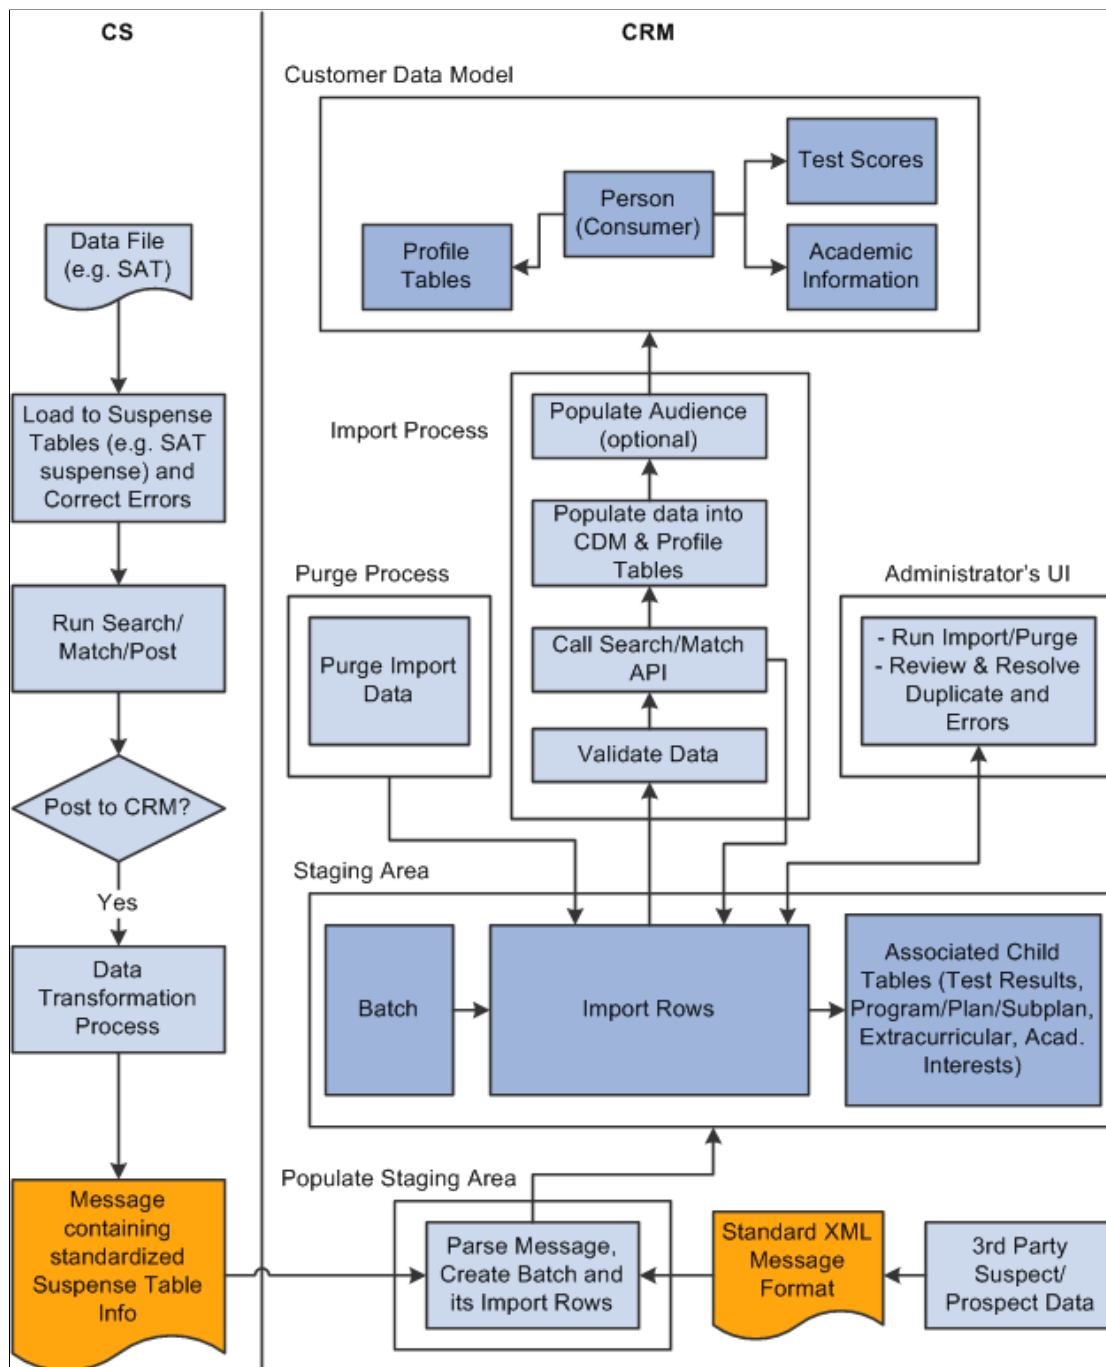 CS
CRM
Customer Data Model
Test Scores
Person
(Consumer)
Profile
Tables
Academic
Information
Data File
(e.g. SAT)
Load to Suspense
Tables (e.g. SAT
suspense) and
Correct Errors
Run Search/
Match/Post
Post to CRM?
Yes
Data
Transformation
Process
Message
containing
standardized
Suspense Table
Info
Import Process
Populate Audience
(optional)
Populate data into
CDM & Profile
Tables
Call Search/Match
API
Validate Data
Purge Process
Purge Import
Data
Administrator's UI
- Run Import/Purge
- Review & Resolve
Duplicate and
Errors
Staging Area
Batch
Import Rows
Associated Child
Tables (Test Results,
Program/Plan/Subplan,
Extracurricular, Acad.
Interests)
Populate Staging Area
Parse Message,
Create Batch and
its Import Rows
Standard XML
Message
Format
3rd Party
Suspect/
Prospect Data